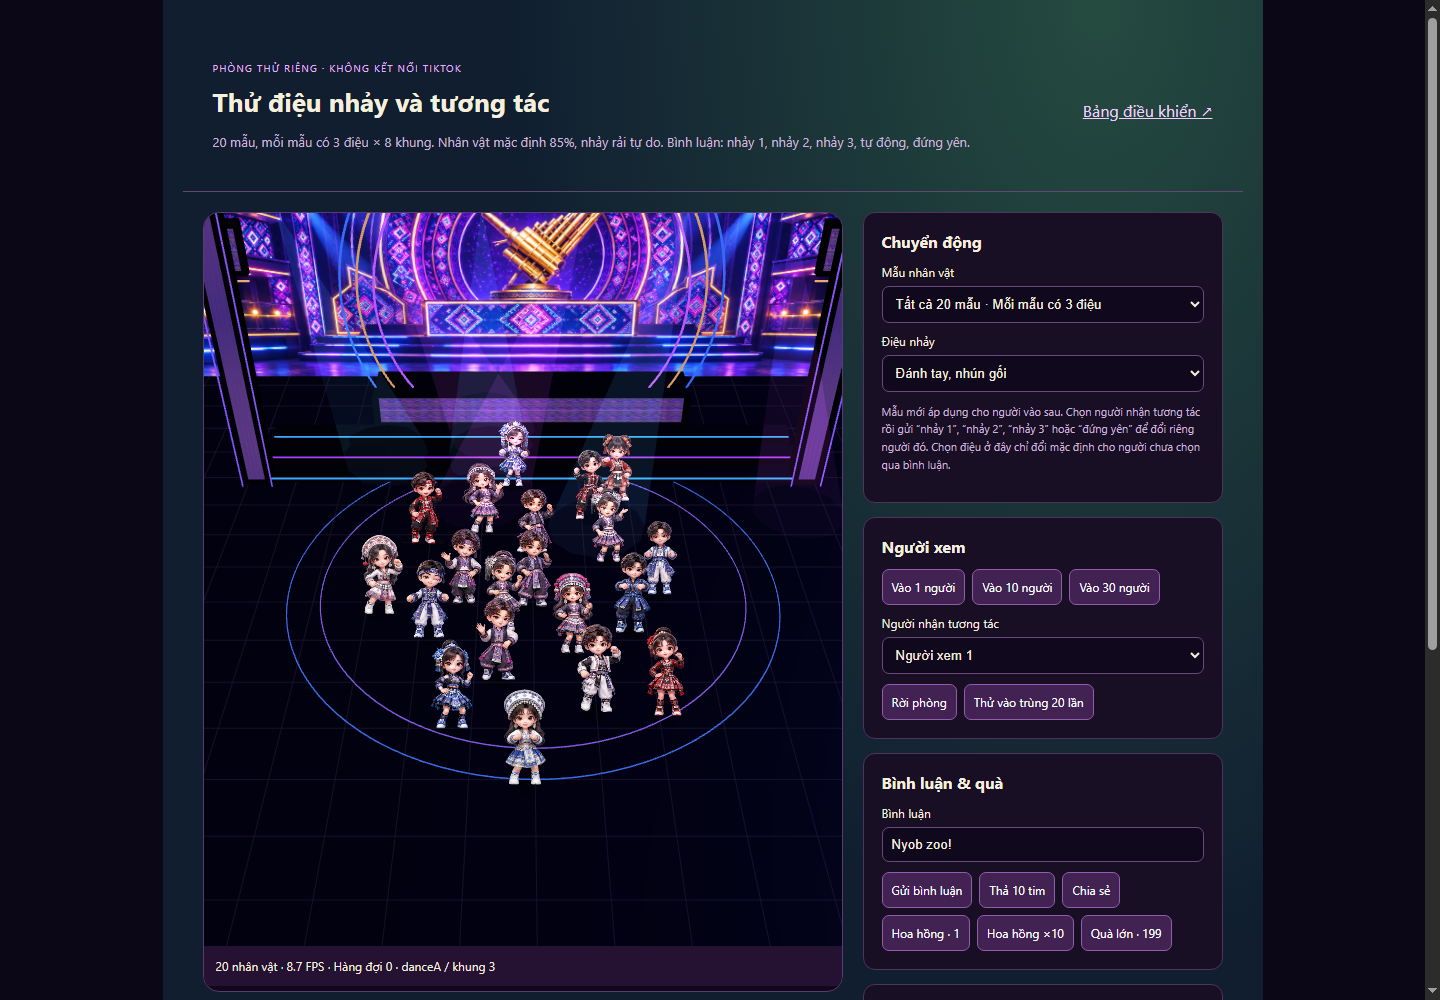 PHÒNG THỬ RIÊNG · KHÔNG KẾT NỐI TIKTOK
Thử điệu nhảy và tương tác
20 mẫu, mỗi mẫu có 3 điệu × 8 khung. Nhân vật mặc định 85%, nhảy rải tự do. Bình luận: nhảy 1, nhảy 2, nhảy 3, tự động, đứng yên.
Bảng điều khiển ↗
20 nhân vật · 8.7 FPS · Hàng đợi 0 · danceA / khung 3
Chuyển động
Mẫu nhân vật
Tất cả 20 mẫu · Mỗi mẫu có 3 điệu
Điệu nhảy
Đánh tay, nhún gối
Mẫu mới áp dụng cho người vào sau. Chọn người nhận tương tác
rồi gửi “nhảy 1”, “nhảy 2”, “nhảy 3” hoặc “đứng yên” để đổi riêng
người đó. Chọn điệu ở đây chỉ đổi mặc định cho người chưa chọn
qua bình luận.
Người xem
Vào 1 người
Vào 10 người
Vào 30 người
Người nhận tương tác
Người xem 1
Rời phòng
Thử vào trùng 20 lần
Bình luận & quà
Bình luận
Nyob zoo!
Gửi bình luận
Thả 10 tim
Chia sẻ
Hoa hồng · 1
Hoa hồng ×10
Quà lớn · 199